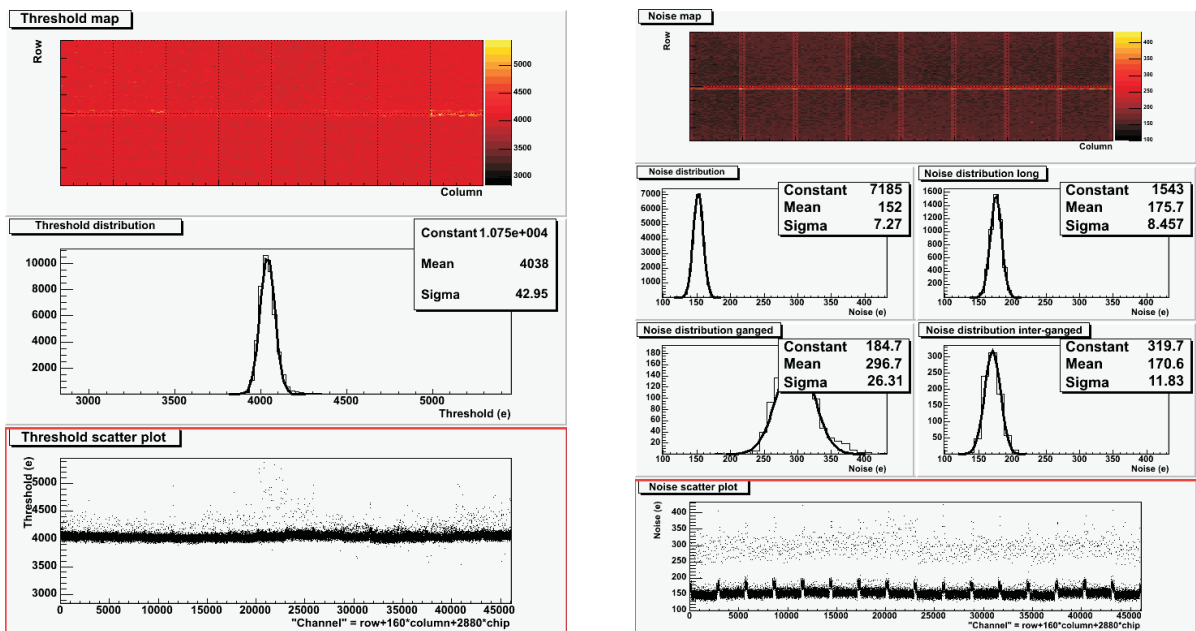 Threshold map
Row
5000
4500
4000
3500
3000
Column
Threshold distribution
Constant 1.075e+004
Mean 4038
Sigma 42.95
10000
8000
6000
4000
2000
3000 3500 4000 4500 5000
Threshold (e)
Threshold scatter plot
Threshold (e)
5000
4500
4000
3500
3000
0 5000 10000 15000 20000 25000 30000 35000 40000 45000
"Channel" = row+160*column+2880*chip
Noise map
Row
400
350
300
250
200
150
100
Column
Noise distribution
Constant 7185
Mean 152
Sigma 7.27
7000
6000
5000
4000
3000
2000
1000
100 150 200 250 300 350 400
Noise (e)
Noise distribution long
Constant 1543
Mean 175.7
Sigma 8.457
1600
1400
1200
1000
800
600
400
200
100 150 200 250 300 350 400
Noise (e)
Noise distribution ganged
Constant 184.7
Mean 296.7
Sigma 26.31
180
160
140
120
100
80
60
40
20
100 150 200 250 300 350 400
Noise (e)
Noise distribution inter-ganged
Constant 319.7
Mean 170.6
Sigma 11.83
300
250
200
150
100
50
100 150 200 250 300 350 400
Noise (e)
Noise scatter plot
Noise (e)
400
350
300
250
200
150
100
0 5000 10000 15000 20000 25000 30000 35000 40000 45000
"Channel" = row+160*column+2880*chip